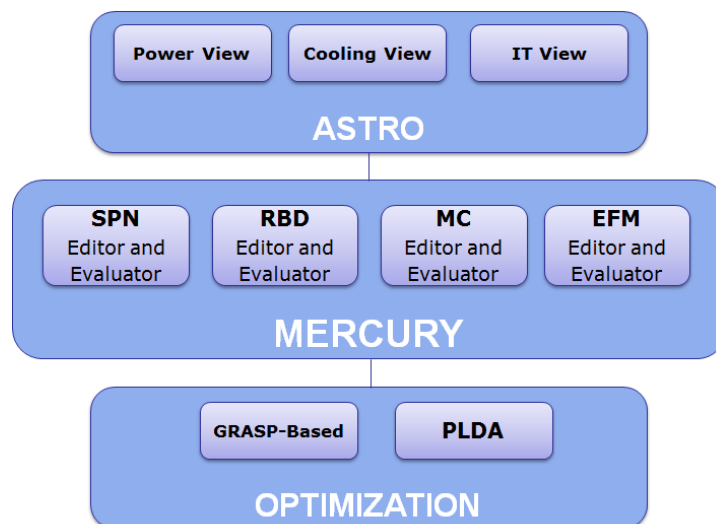 Power View
Cooling View
IT View
ASTRO
SPN
Editor and
Evaluator
RBD
Editor and
Evaluator
MC
Editor and
Evaluator
EFM
Editor and
Evaluator
MERCURY
GRASP-Based
PLDA
OPTIMIZATION